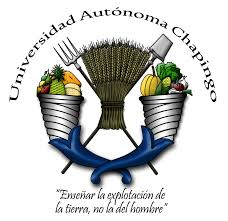 Universidad Autónoma Chapingo
"Enseñar la explotación de
la tierra, no la del hombre"